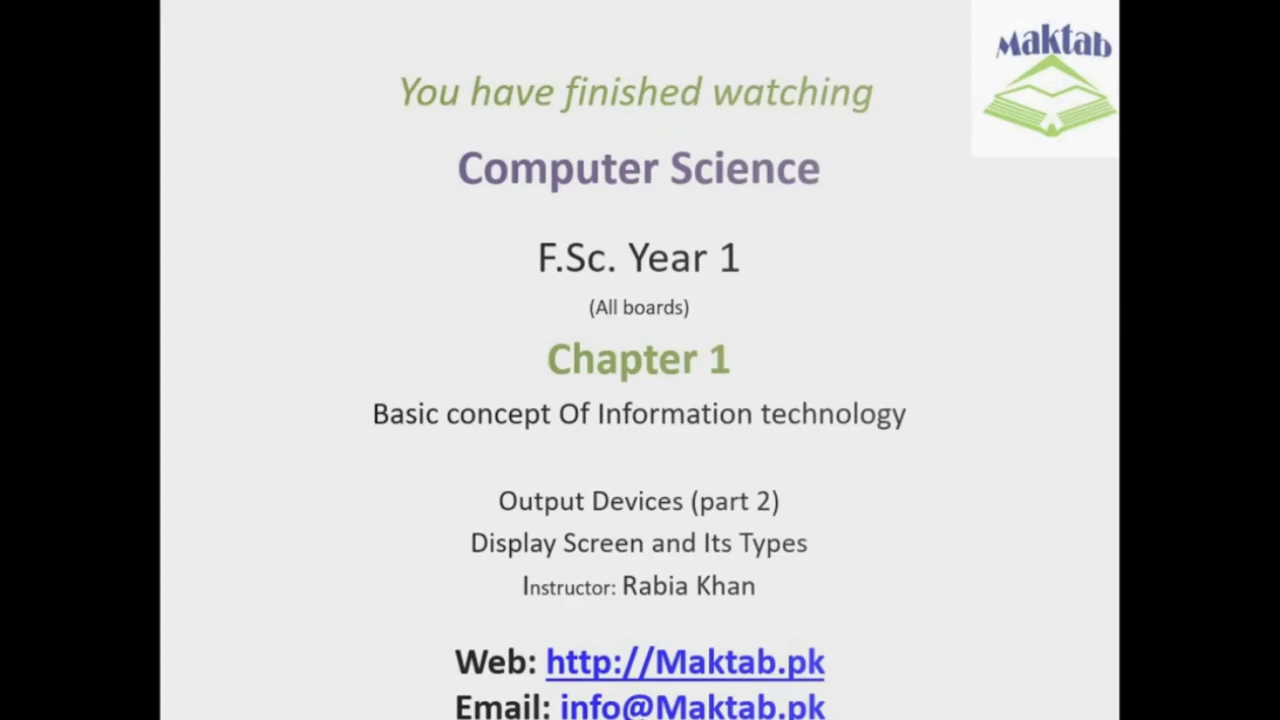 Maktab
You have finished watching
Computer Science
F.Sc. Year 1
(All boards)
Chapter 1
Basic concept Of Information technology
Output Devices (part 2)
Display Screen and Its Types
Instructor: Rabia Khan
Web: http://Maktab.pk
Email: info@Maktab.pk